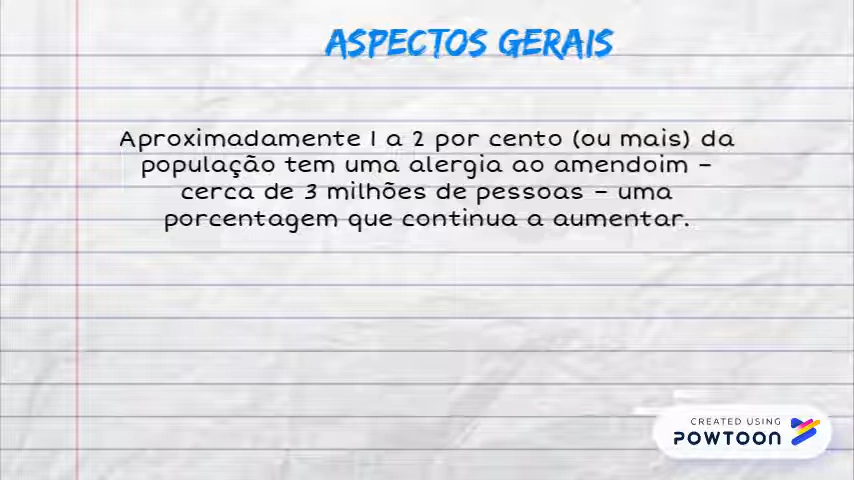 ASPECTOS GERAIS
Aproximadamente 1 a 2 por cento (ou mais) da
população tem uma alergia ao amendoim –
cerca de 3 milhões de pessoas – uma
porcentagem que continua a aumentar.
CREATED USING
POWTOON